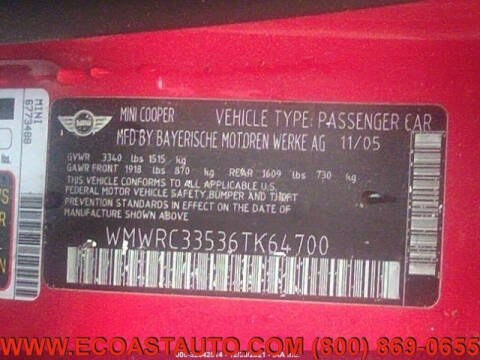 MINI
6773488
MINI COOPER VEHICLE TYPE: PASSENGER CAR
MFD BY BAYERISCHE MOTOREN WERKE AG 11/05
GVWR 3340 lbs 1515 kg
GAWR FRONT 1918 lbs 870 kg REAR 1609 lbs 730 kg
THIS VEHICLE CONFORMS TO ALL APPLICABLE U.S.
FEDERAL MOTOR VEHICLE SAFETY, BUMPER AND THEFT
PREVENTION STANDARDS IN EFFECT ON THE DATE OF
MANUFACTURE SHOWN ABOVE.
WMWRC33536TK64700
WWW.ECOASTAUTO.COM (800) 869-0655